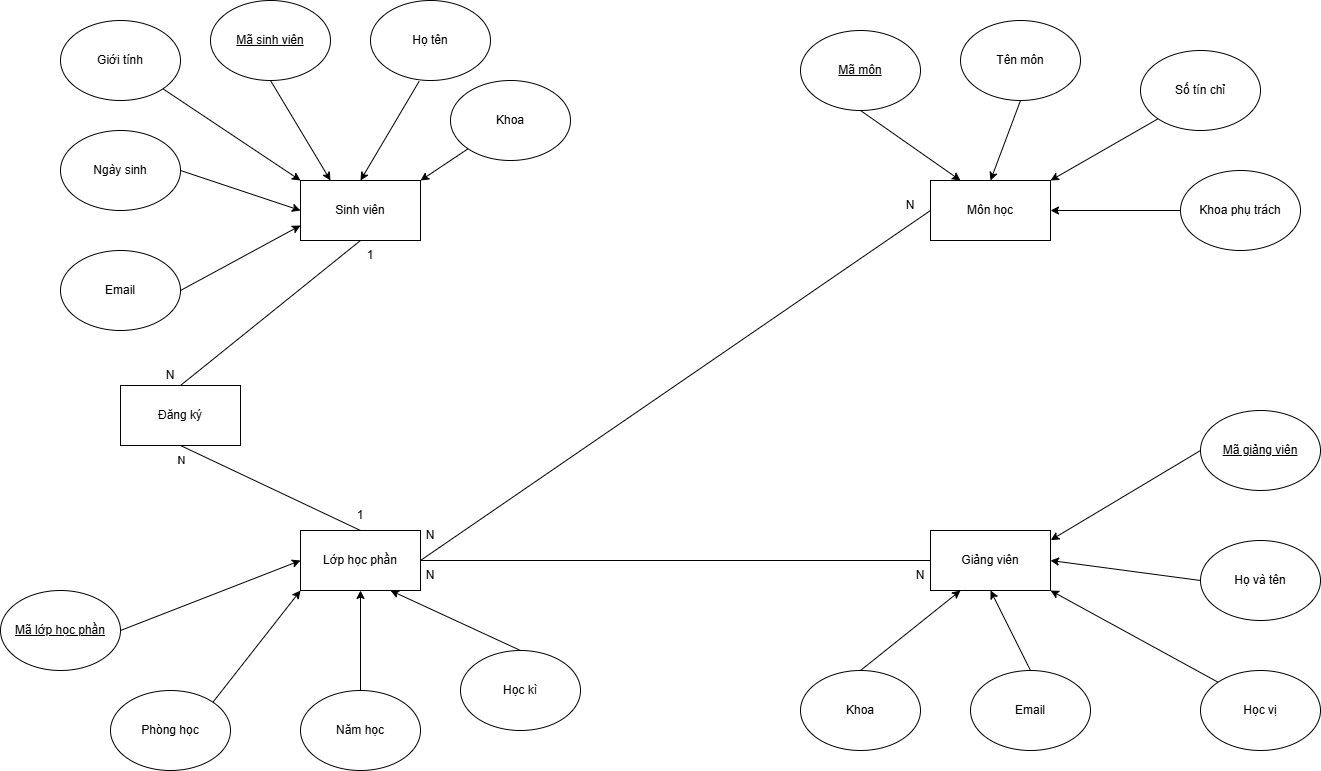 Giới tính
Mã sinh viên
Họ tên
Khoa
Ngày sinh
Sinh viên
Email
1
N
Đăng ký
N
1
Mã môn
Tên môn
Số tín chỉ
Khoa phụ trách
Môn học
N
N
Lớp học phần
N
N
Giảng viên
Mã giảng viên
Họ và tên
Học vị
Email
Khoa
Mã lớp học phần
Phòng học
Năm học
Học kì